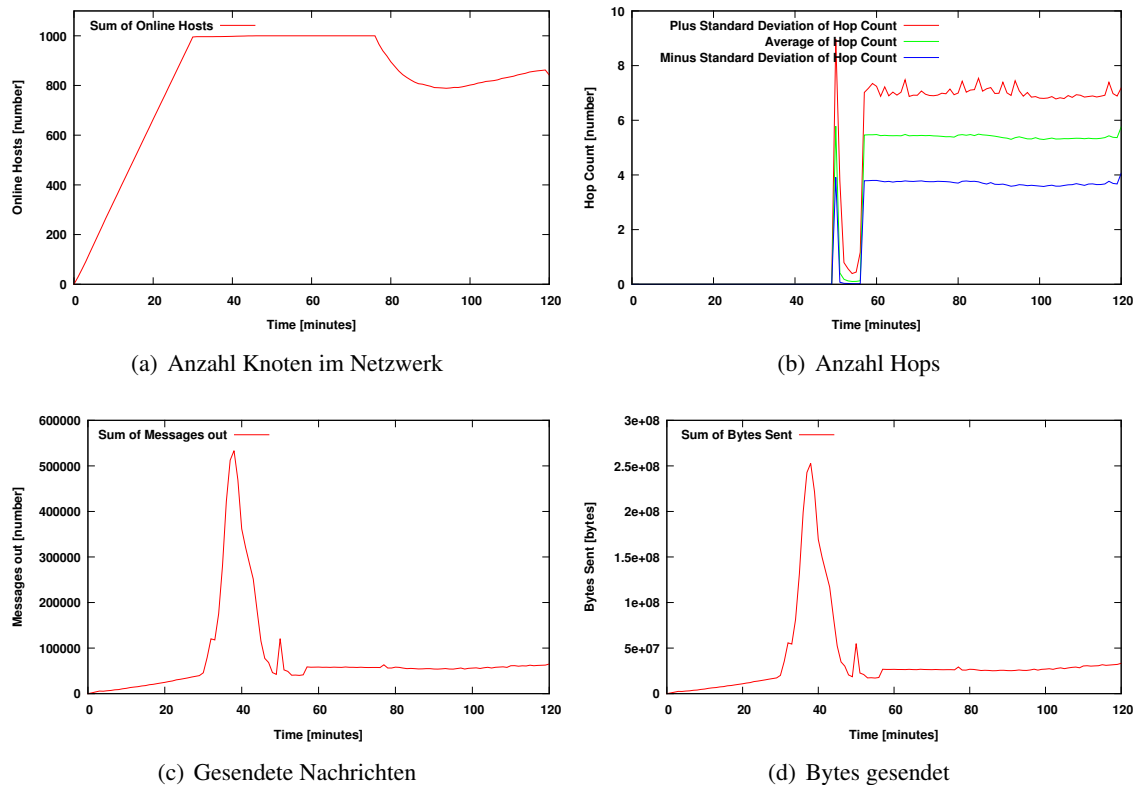 Sum of Online Hosts
1000
800
600
400
200
0
Online Hosts [number]
0 20 40 60 80 100 120
Time [minutes]
(a) Anzahl Knoten im Netzwerk
Plus Standard Deviation of Hop Count
Average of Hop Count
Minus Standard Deviation of Hop Count
10
8
6
4
2
0
Hop Count [number]
0 20 40 60 80 100 120
Time [minutes]
(b) Anzahl Hops
Sum of Messages out
600000
500000
400000
300000
200000
100000
0
Messages out [number]
0 20 40 60 80 100 120
Time [minutes]
(c) Gesendete Nachrichten
Sum of Bytes Sent
3e+08
2.5e+08
2e+08
1.5e+08
1e+08
5e+07
0
Bytes Sent [bytes]
0 20 40 60 80 100 120
Time [minutes]
(d) Bytes gesendet